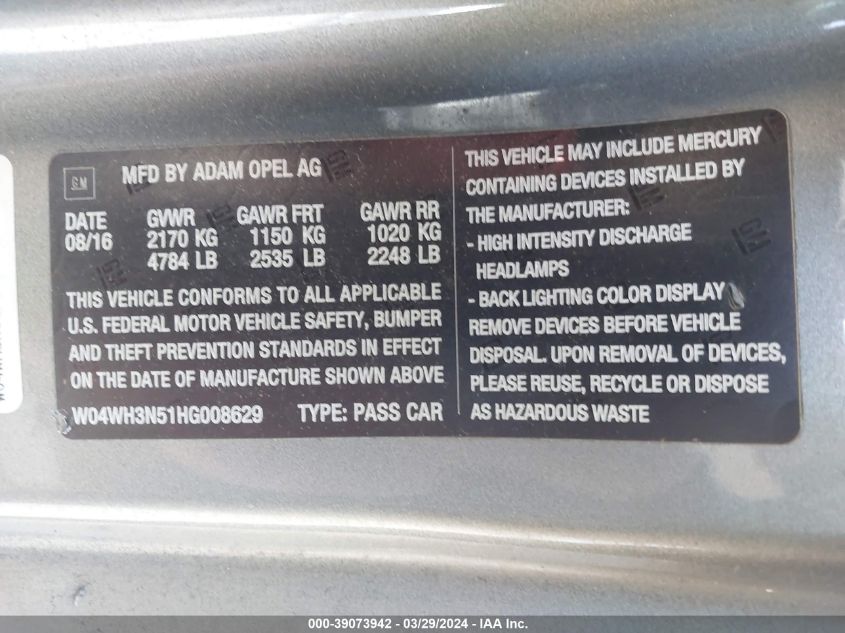 GM
MFD BY ADAM OPEL AG
DATE GVWR GAWR FRT GAWR RR
08/16 2170 KG 1150 KG 1020 KG
4784 LB 2535 LB 2248 LB
THIS VEHICLE CONFORMS TO ALL APPLICABLE
U.S. FEDERAL MOTOR VEHICLE SAFETY, BUMPER
AND THEFT PREVENTION STANDARDS IN EFFECT
ON THE DATE OF MANUFACTURE SHOWN ABOVE
W04WH3N51HG008629 TYPE: PASS CAR
THIS VEHICLE MAY INCLUDE MERCURY
CONTAINING DEVICES INSTALLED BY
THE MANUFACTURER:
- HIGH INTENSITY DISCHARGE
HEADLAMPS
- BACK LIGHTING COLOR DISPLAY
REMOVE DEVICES BEFORE VEHICLE
DISPOSAL. UPON REMOVAL OF DEVICES,
PLEASE REUSE, RECYCLE OR DISPOSE
AS HAZARDOUS WASTE
000-39073942 - 03/29/2024 - IAA Inc.